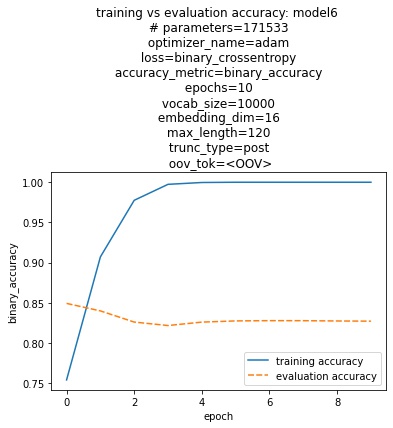 training vs evaluation accuracy: model6
# parameters=171533
optimizer_name=adam
loss=binary_crossentropy
accuracy_metric=binary_accuracy
epochs=10
vocab_size=10000
embedding_dim=16
max_length=120
trunc_type=post
oov_tok=<OOV>
1.00
0.95
0.90
0.85
0.80
0.75
binary_accuracy
0 2 4 6 8
epoch
training accuracy
evaluation accuracy